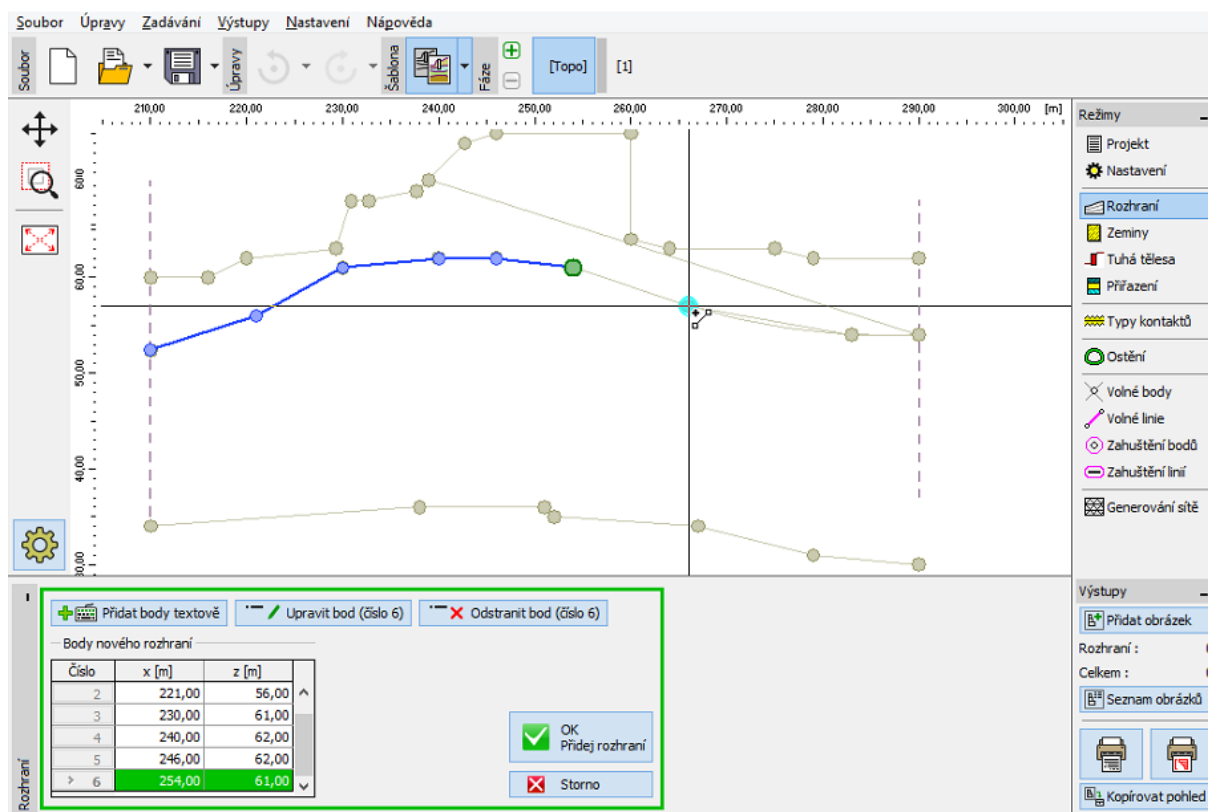 Soubor Úpravy Zadávání Výstupy Nastavení Nápověda
Soubor
Úpravy
Šablona
Fáze
[Topo]
[1]
210,00 220,00 230,00 240,00 250,00 260,00 270,00 280,00 290,00 300,00 [m]
60,00
50,00
40,00
Režimy
Projekt
Nastavení
Rozhraní
Zeminy
Tuhá tělesa
Přiřazení
Typy kontaktů
Ostění
Volné body
Volné linie
Zahuštění bodů
Zahuštění linií
Generování sítě
Rozhraní
Přidat body textově
Upravit bod (číslo 6)
Odstranit bod (číslo 6)
Body nového rozhraní
Číslo x [m] z [m]
2 221,00 56,00
3 230,00 61,00
4 240,00 62,00
5 246,00 62,00
> 6 254,00 61,00
OK
Přidej rozhraní
Storno
Výstupy
Přidat obrázek
Rozhraní :
Celkem :
Seznam obrázků
Kopírovat pohled